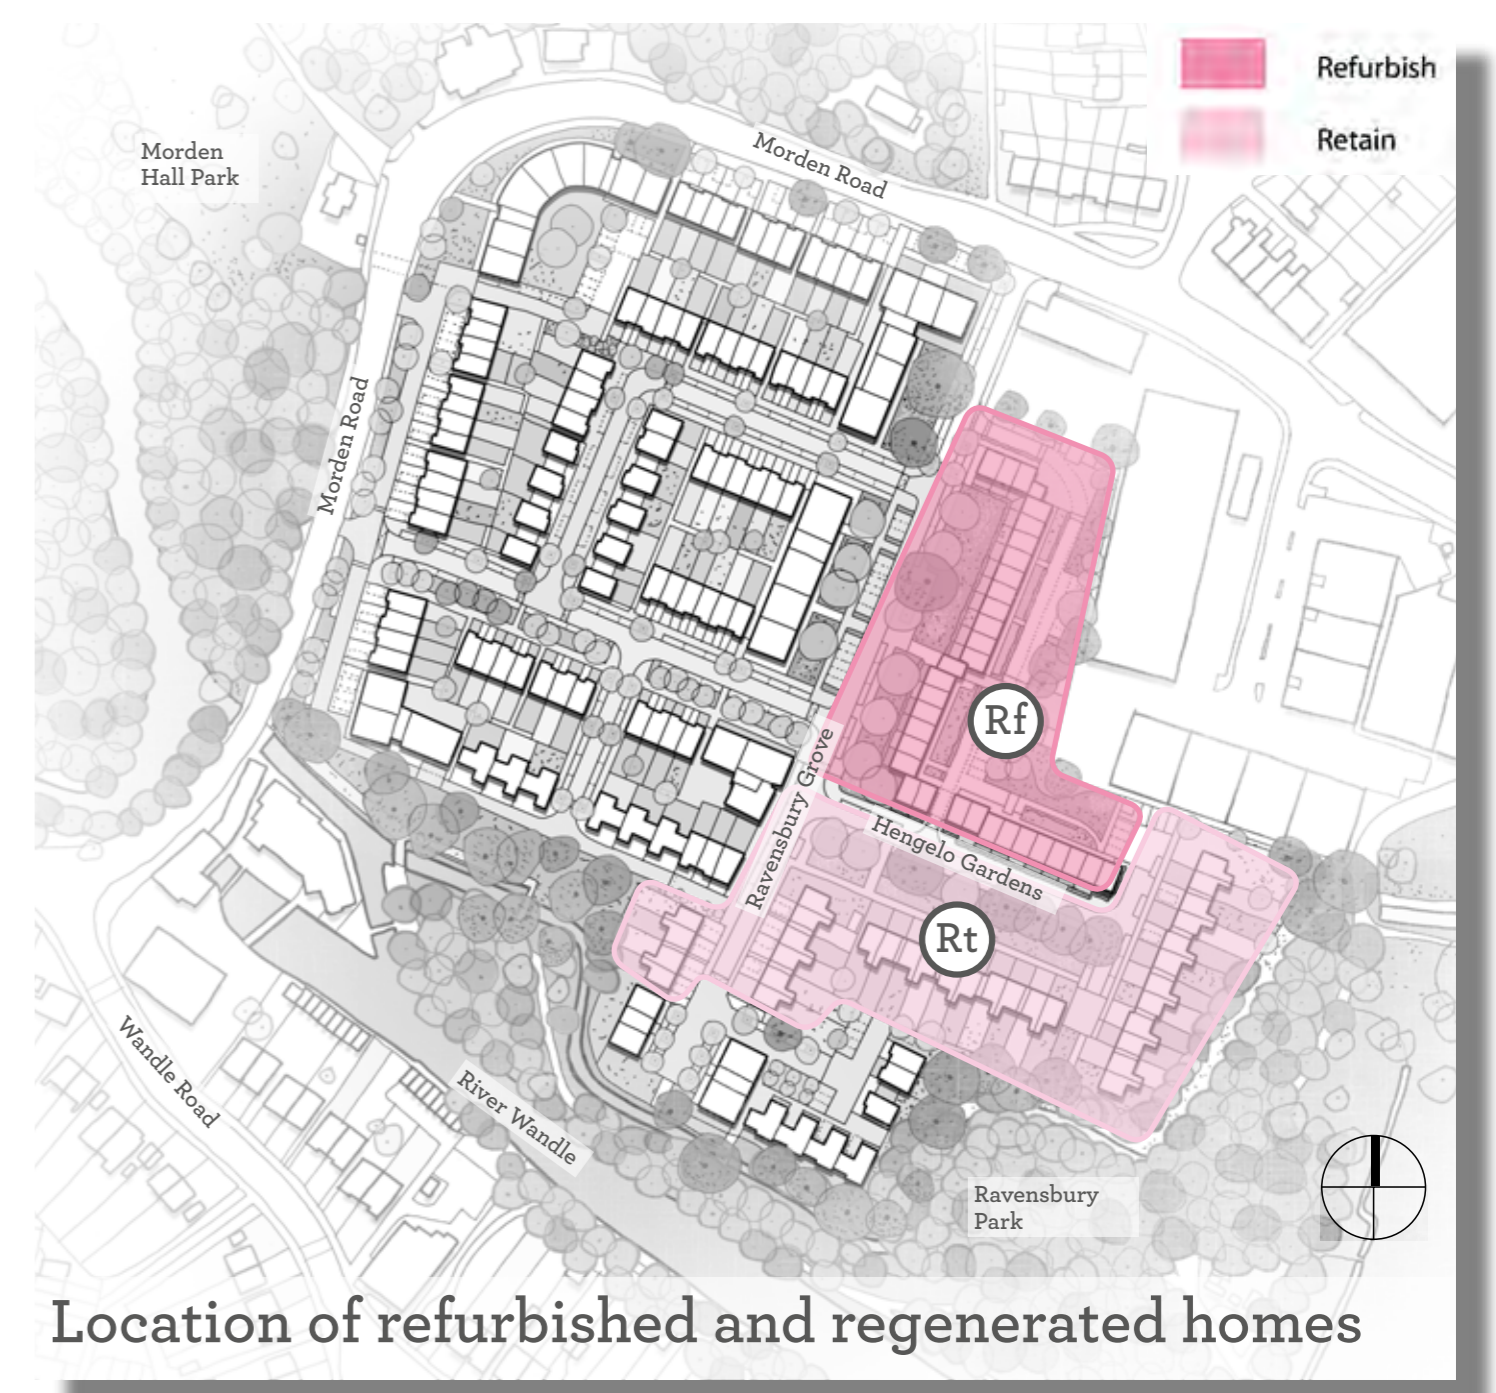 Refurbish
Retain
Morden
Hall Park
Morden Road
Morden Road
Rf
Ravensbury Grove
Hengelo Gardens
Rt
Wandle Road
River Wandle
Ravensbury
Park
Location of refurbished and regenerated homes